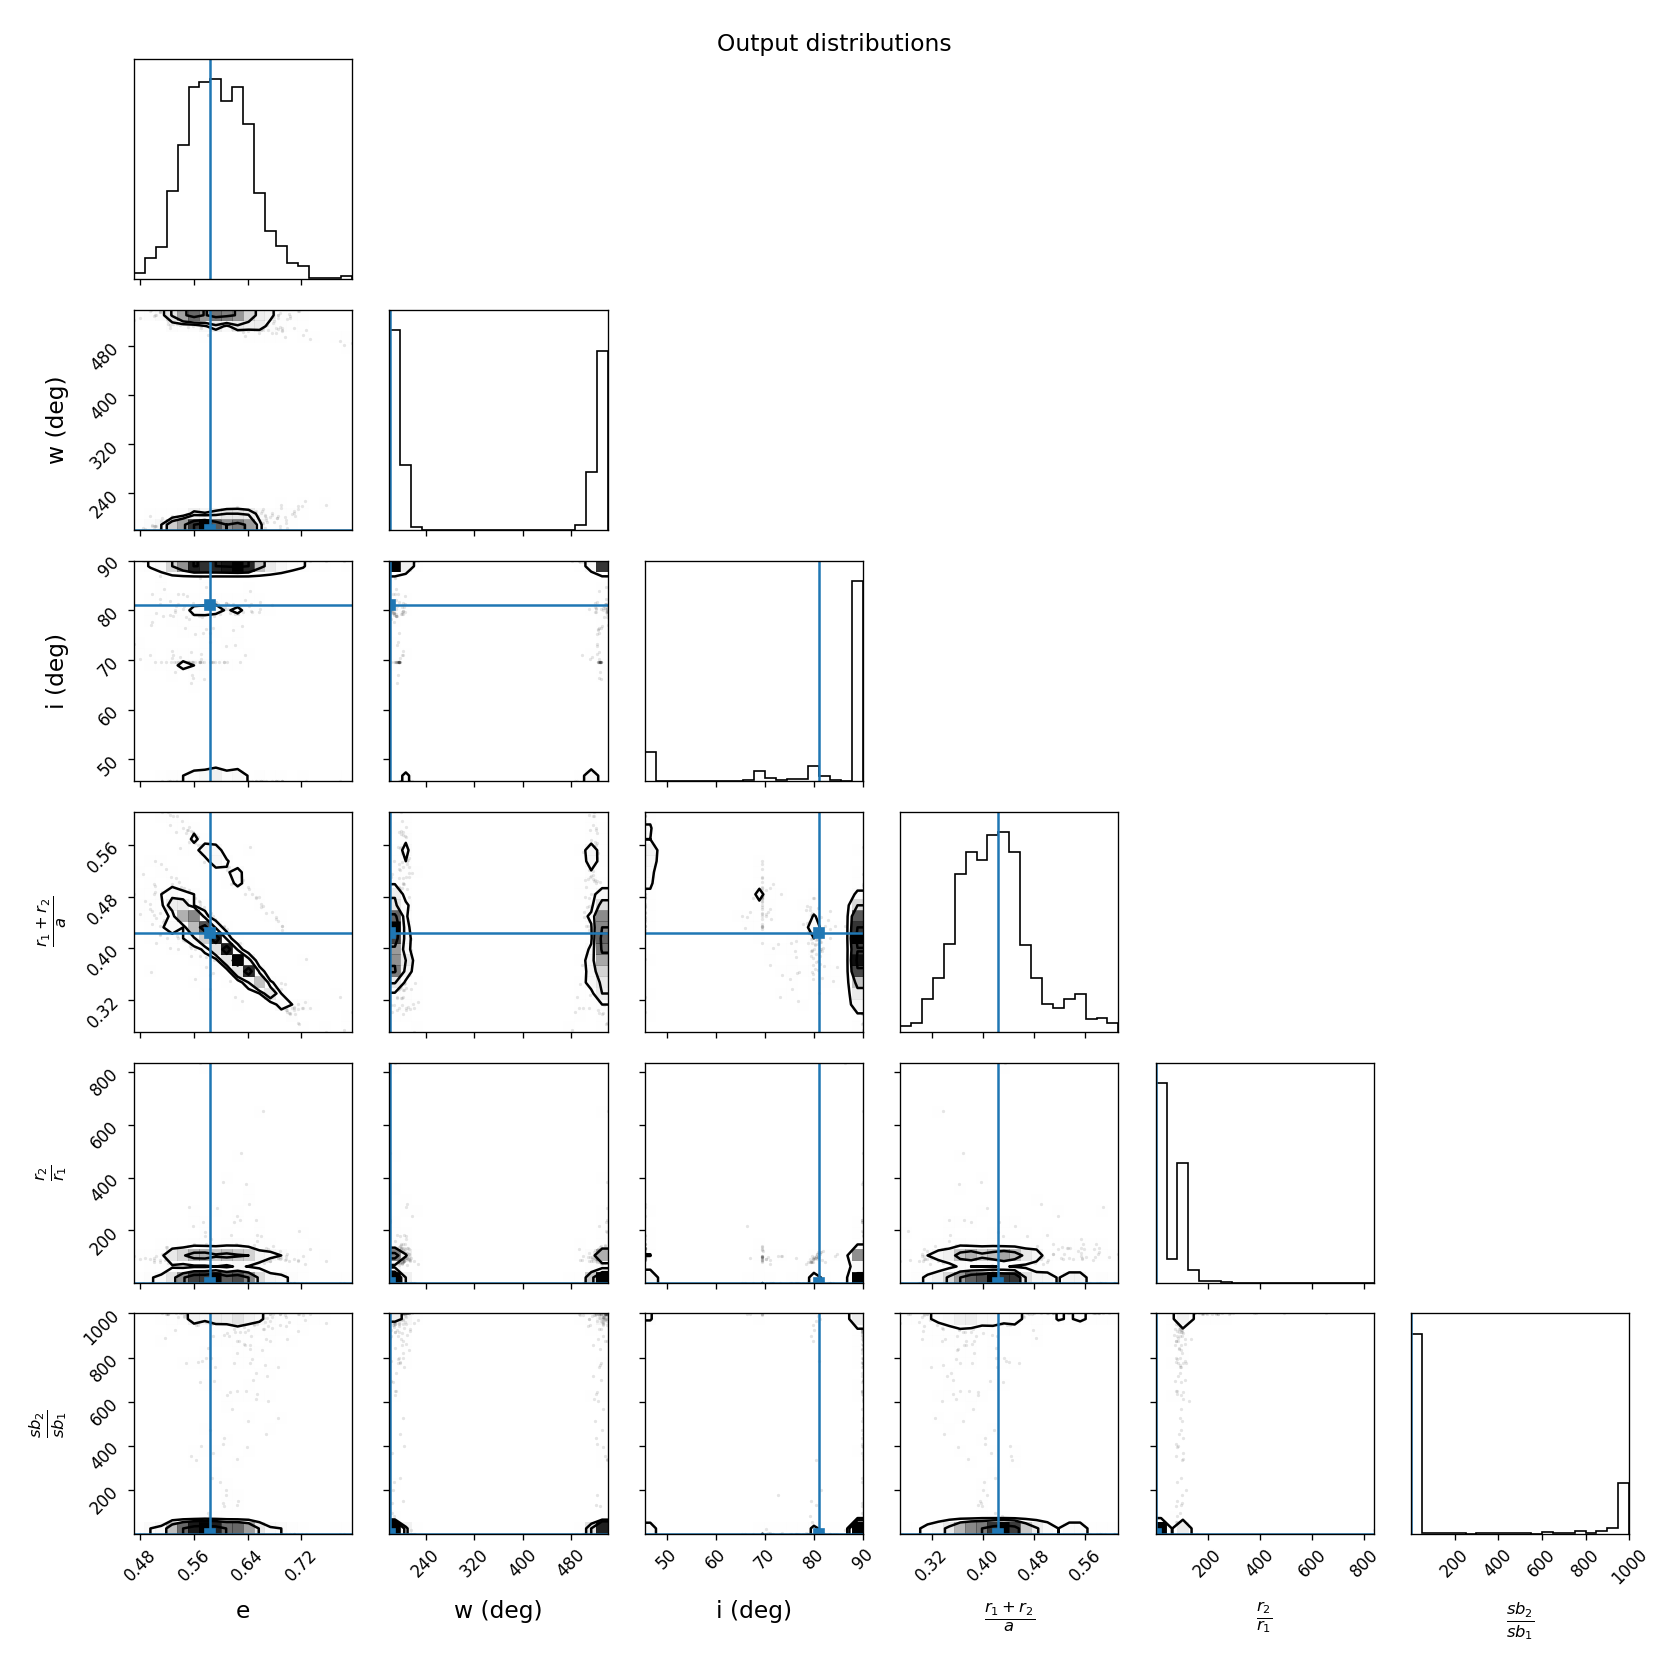 Output distributions
w (deg)
480
400
320
240
i (deg)
90
80
70
60
50
r₁ + r₂
a
0.56
0.48
0.40
0.32
r₂
r₁
800
600
400
200
sb₂
sb₁
1000
800
600
400
200
0.48 0.56 0.64 0.72 240 320 400 480 50 60 70 80 90 0.32 0.40 0.48 0.56 200 400 600 800 200 400 600 800 1000
e w (deg) i (deg)
r₁ + r₂
a
r₂
r₁
sb₂
sb₁